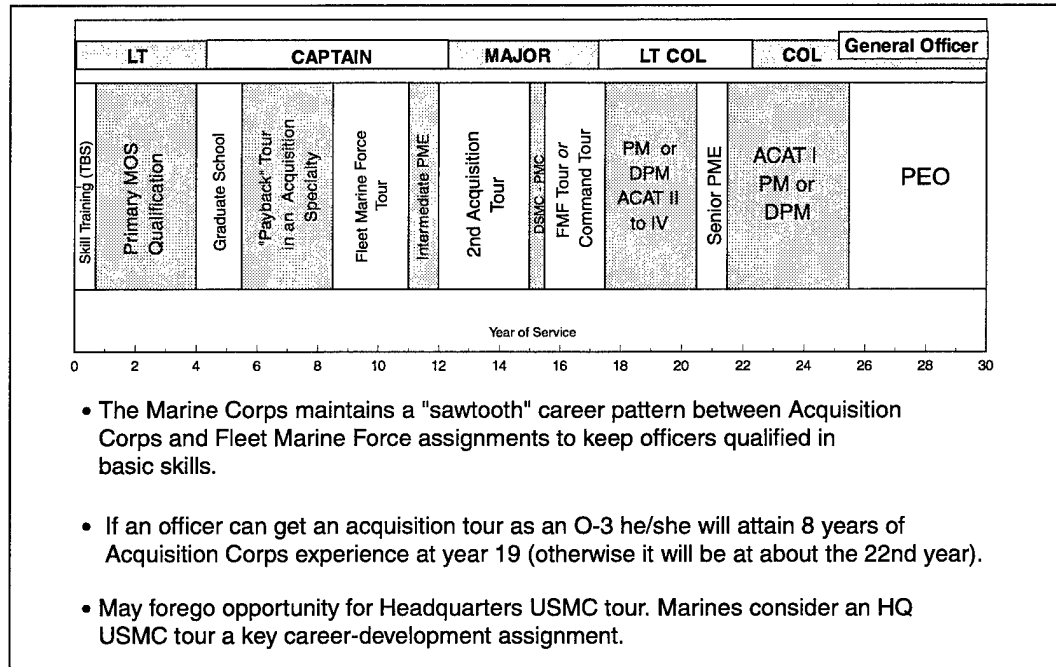 LT CAPTAIN MAJOR LT COL COL General Officer
Skill Training (TBS)
Primary MOS
Qualification
Graduate School
"Payback" Tour
in an Acquisition
Specialty
Fleet Marine Force
Tour
Intermediate PME
2nd Acquisition
Tour
DSMC - PMC
FMF Tour or
Command Tour
PM or
DPM
ACAT II
to IV
Senior PME
ACAT I
PM or
DPM
PEO
Year of Service
0 2 4 6 8 10 12 14 16 18 20 22 24 26 28 30
• The Marine Corps maintains a "sawtooth" career pattern between Acquisition
Corps and Fleet Marine Force assignments to keep officers qualified in
basic skills.
• If an officer can get an acquisition tour as an O-3 he/she will attain 8 years of
Acquisition Corps experience at year 19 (otherwise it will be at about the 22nd year).
• May forego opportunity for Headquarters USMC tour. Marines consider an HQ
USMC tour a key career-development assignment.